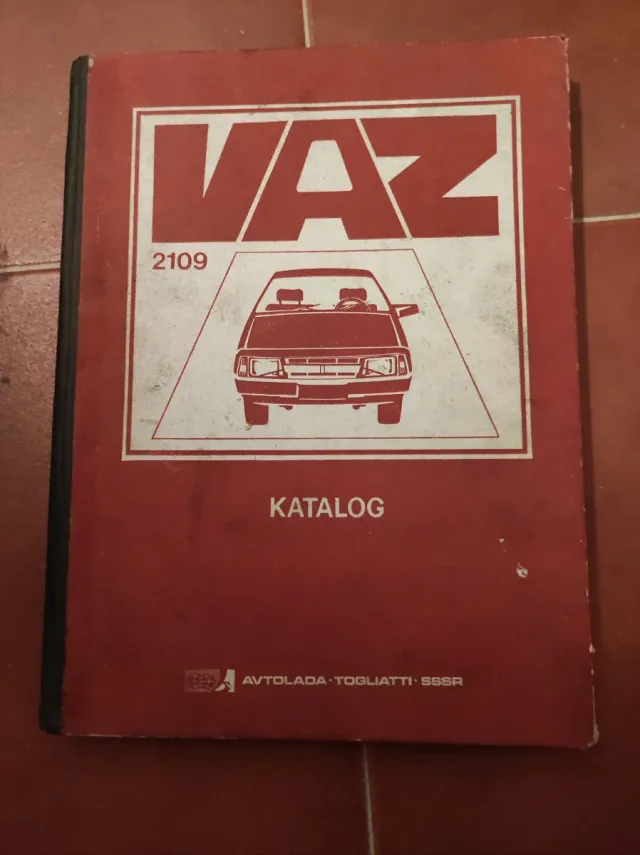 VAZ
2109
KATALOG
AVTOLADA · TOGLIATTI · SSSR